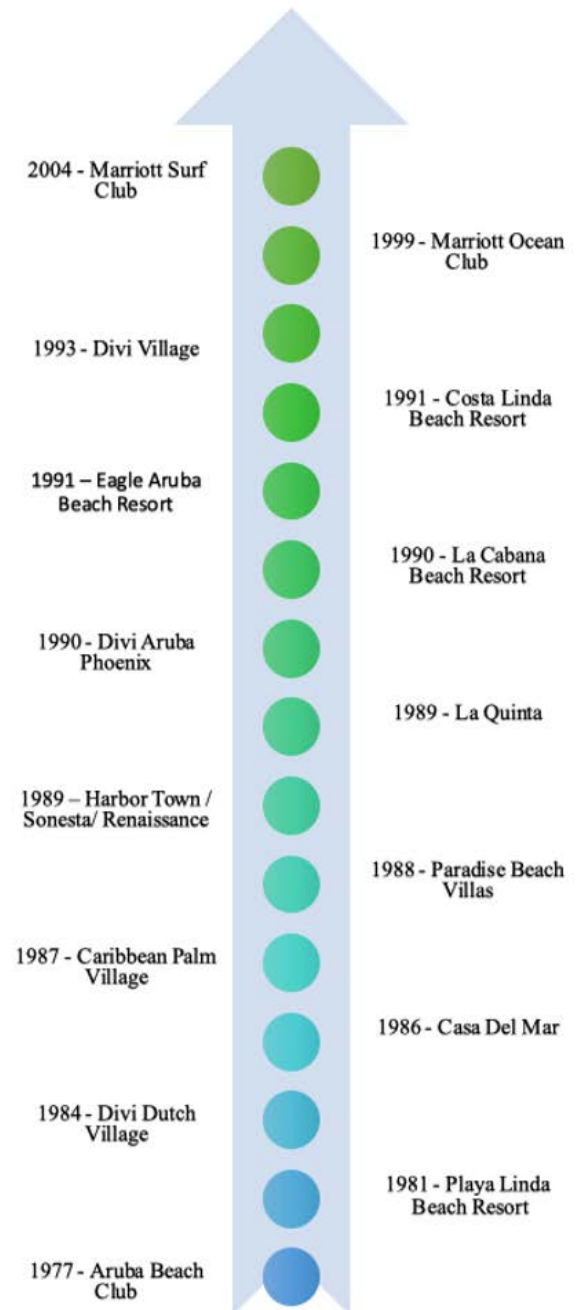 2004 - Marriott Surf
Club
1999 - Marriott Ocean
Club
1993 - Divi Village
1991 - Costa Linda
Beach Resort
1991 – Eagle Aruba
Beach Resort
1990 - La Cabana
Beach Resort
1990 - Divi Aruba
Phoenix
1989 - La Quinta
1989 – Harbor Town /
Sonesta/ Renaissance
1988 - Paradise Beach
Villas
1987 - Caribbean Palm
Village
1986 - Casa Del Mar
1984 - Divi Dutch
Village
1981 - Playa Linda
Beach Resort
1977 - Aruba Beach
Club